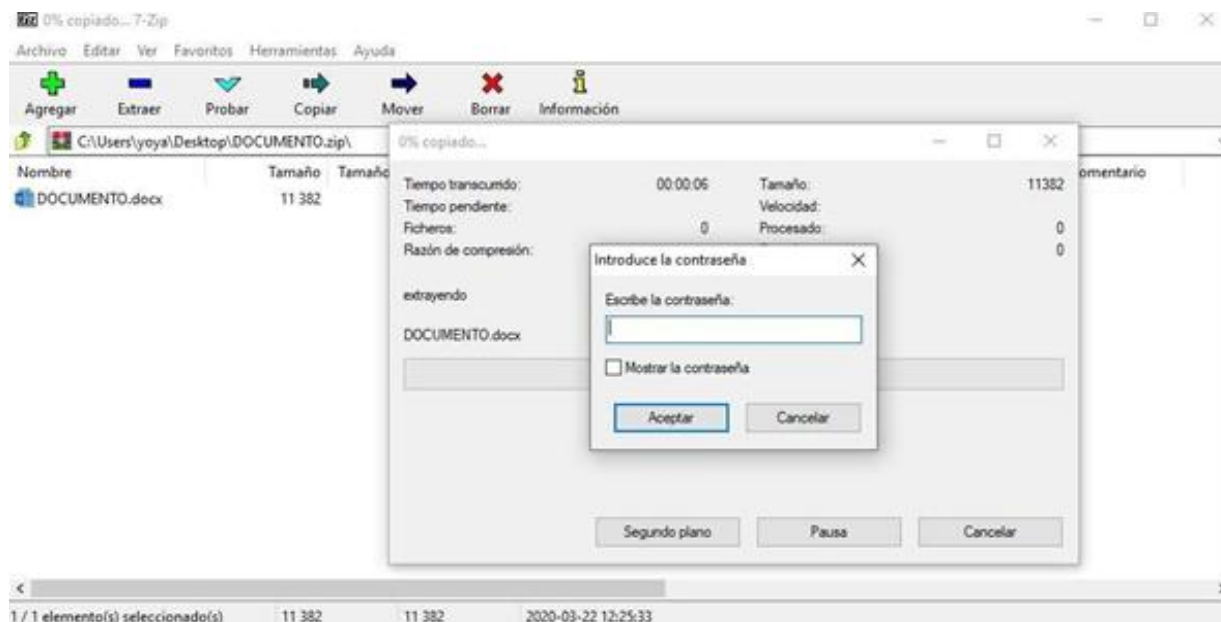 0% copiado... 7-Zip
Archivo Editar Ver Favoritos Herramientas Ayuda
Agregar Extraer Probar Copiar Mover Borrar Información
C:\Users\yoya\Desktop\DOCUMENTO.zip\
Nombre Tamaño Tamaño omentario
DOCUMENTO.docx 11 382
0% copiado...
Tiempo transcurrido: 00:00:06 Tamaño: 11382
Tiempo pendiente: Velocidad:
Ficheros: 0 Procesado: 0
Razón de compresión: 0
extrayendo
DOCUMENTO.docx
Introduce la contraseña
Escribe la contraseña:
Mostrar la contraseña
Aceptar Cancelar
Segundo plano Pausa Cancelar
1 / 1 elemento(s) seleccionado(s) 11 382 11 382 2020-03-22 12:25:33